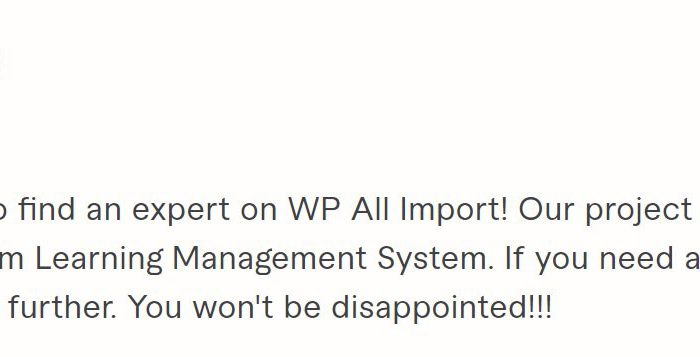 find an expert on WP All Import! Our project
Learning Management System. If you need
further. You won't be disappointed!!!